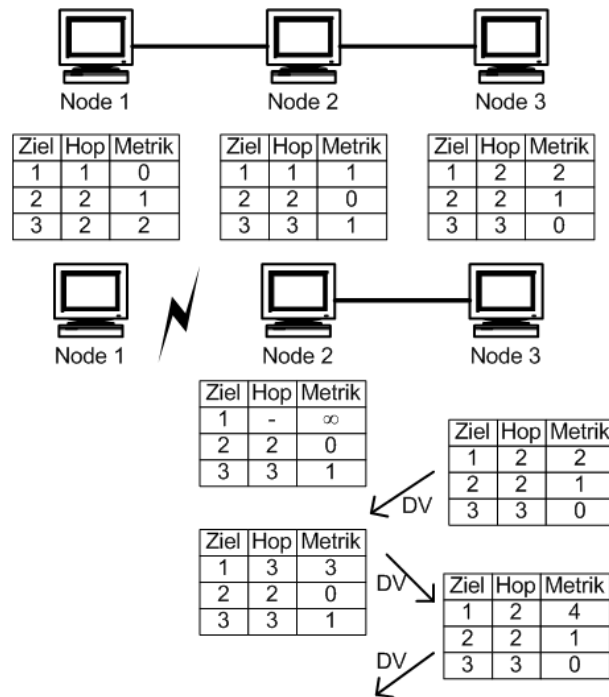 Node 1 Node 2 Node 3
Ziel Hop Metrik
1 1 0
2 2 1
3 2 2
Ziel Hop Metrik
1 1 1
2 2 0
3 3 1
Ziel Hop Metrik
1 2 2
2 2 1
3 3 0
Node 1 Node 2 Node 3
Ziel Hop Metrik
1 - ∞
2 2 0
3 3 1
Ziel Hop Metrik
1 2 2
2 2 1
3 3 0
DV
Ziel Hop Metrik
1 3 3
2 2 0
3 3 1
DV
Ziel Hop Metrik
1 2 4
2 2 1
3 3 0
DV